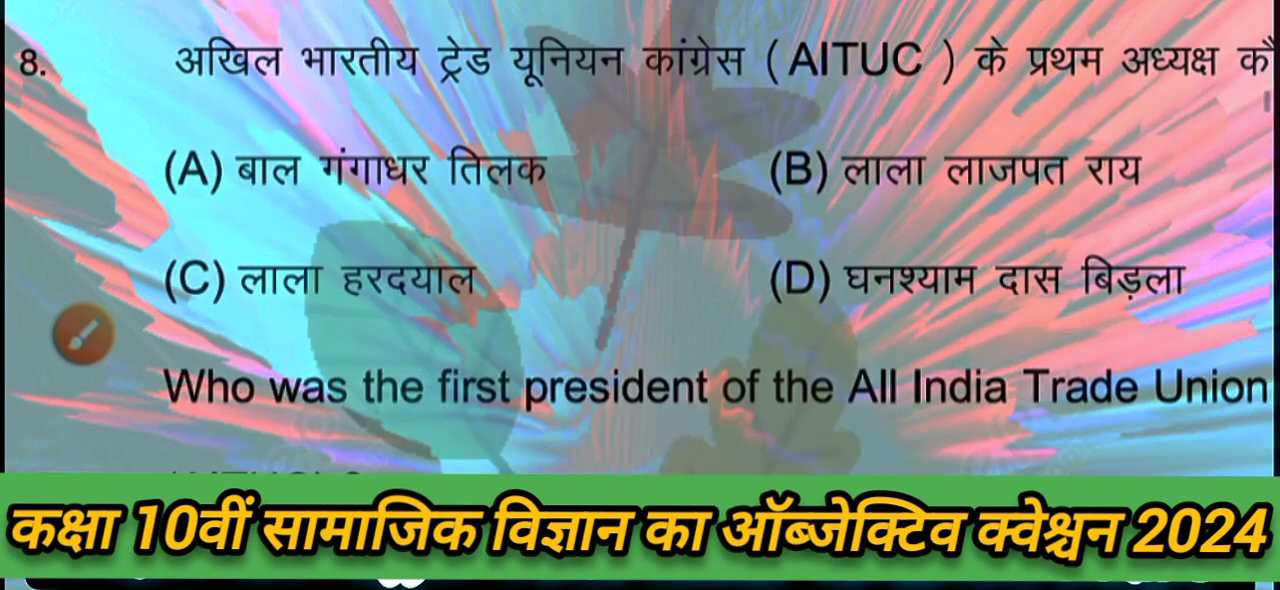 8. अखिल भारतीय ट्रेड यूनियन कांग्रेस ( AITUC ) के प्रथम अध्यक्ष
(A) बाल गंगाधर तिलक (B) लाला लाजपत राय
(C) लाला हरदयाल (D) घनश्याम दास बिड़ला
Who was the first president of the All India Trade Union
कक्षा 10वीं सामाजिक विज्ञान का ऑब्जेक्टिव क्वेश्चन 2024